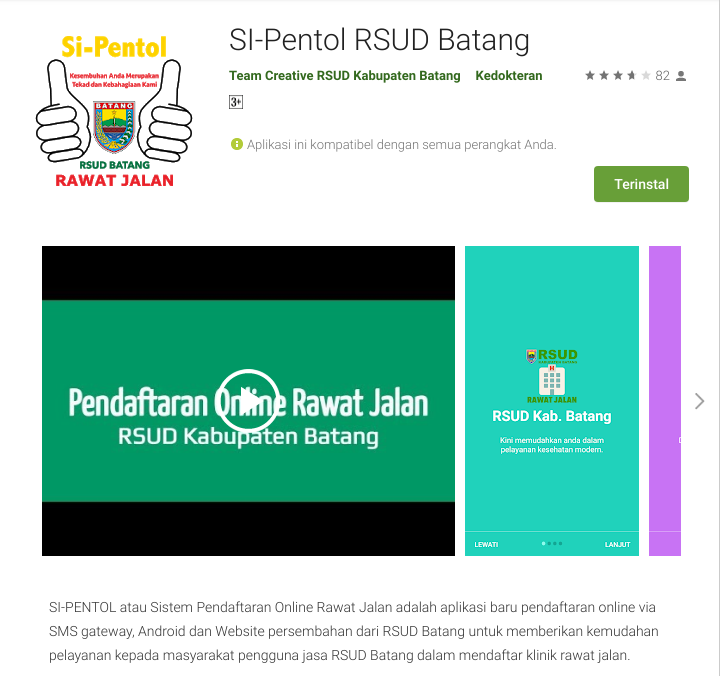 Si-Pentol
Kesembuhan Anda Merupakan
Tekad dan Kebahagiaan Kami
BATANG
RSUD BATANG
RAWAT JALAN
SI-Pentol RSUD Batang
Team Creative RSUD Kabupaten Batang Kedokteran
82
3+
Aplikasi ini kompatibel dengan semua perangkat Anda.
Terinstal
Pendaftaran Online Rawat Jalan
RSUD Kabupaten Batang
RSUD
KABUPATEN BATANG
H
RAWAT JALAN
RSUD Kab. Batang
Kini memudahkan anda dalam
pelayanan kesehatan modern.
LEWATI
LANJUT
SI-PENTOL atau Sistem Pendaftaran Online Rawat Jalan adalah aplikasi baru pendaftaran online via
SMS gateway, Android dan Website persembahan dari RSUD Batang untuk memberikan kemudahan
pelayanan kepada masyarakat pengguna jasa RSUD Batang dalam mendaftar klinik rawat jalan.